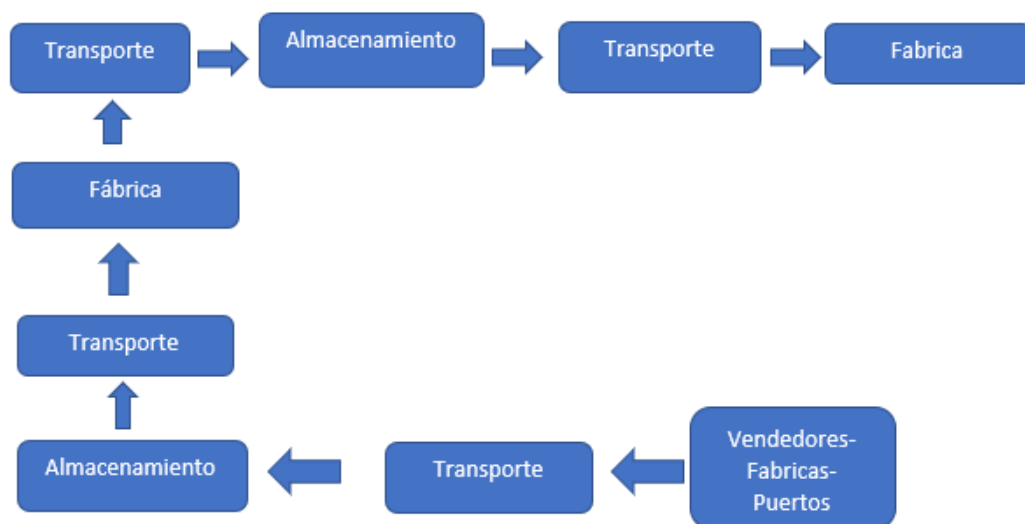 Transporte
Almacenamiento
Transporte
Fabrica
Fábrica
Transporte
Almacenamiento
Transporte
Vendedores-
Fabricas-
Puertos